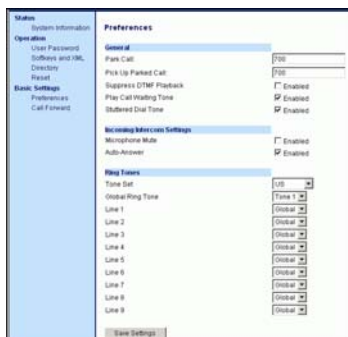 Status
System Information
Operation
User Password
Softkeys and XML
Directory
Reset
Basic Settings
Preferences
Call Forward
Preferences
General
Park Call: 700
Pick Up Parked Call: 700
Suppress DTMF Playback Enabled
Play Call Waiting Tone Enabled
Stuttered Dial Tone Enabled
Incoming Intercom Settings
Microphone Mute Enabled
Auto-Answer Enabled
Ring Tones
Tone Set US
Global Ring Tone Tone 1
Line 1 Global
Line 2 Global
Line 3 Global
Line 4 Global
Line 5 Global
Line 6 Global
Line 7 Global
Line 8 Global
Line 9 Global
Save Settings